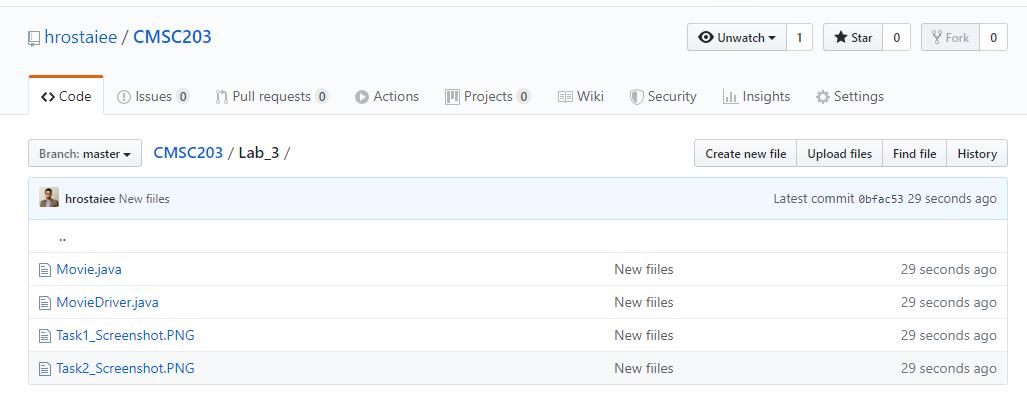 hrostaiee / CMSC203
Unwatch 1 Star 0 Fork 0
Code Issues 0 Pull requests 0 Actions Projects 0 Wiki Security Insights Settings
Branch: master CMSC203 / Lab_3 / Create new file Upload files Find file History
hrostaiee New fiiles Latest commit 0bfac53 29 seconds ago
..
Movie.java New fiiles 29 seconds ago
MovieDriver.java New fiiles 29 seconds ago
Task1_Screenshot.PNG New fiiles 29 seconds ago
Task2_Screenshot.PNG New fiiles 29 seconds ago